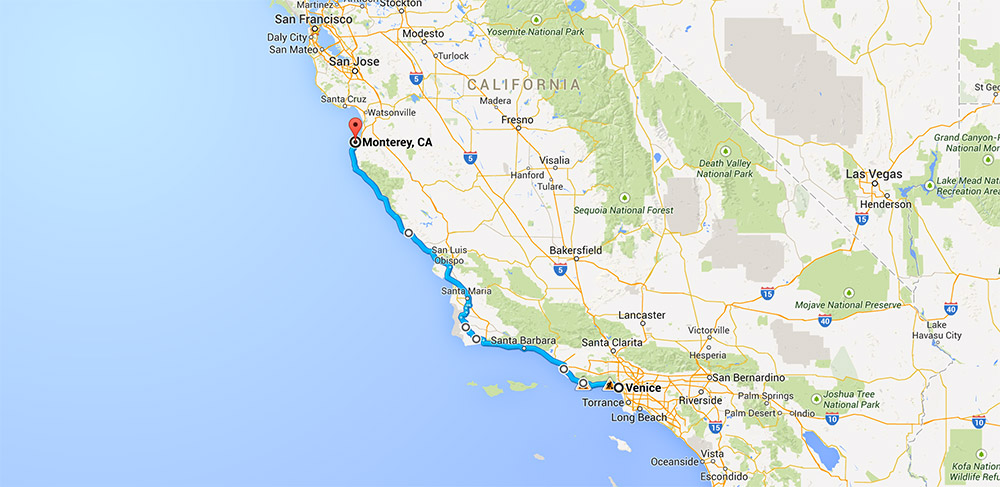 Martinez
Stockton
San Francisco
Daly City
San Mateo
Modesto
Turlock
Yosemite National Park
San Jose
5
CALIFORNIA
Santa Cruz
Watsonville
Madera
Fresno
St Geo
Monterey, CA
5
Visalia
Hanford
Tulare
Death Valley
National Park
Grand Canyon-P
National Mon
Las Vegas
Lake Mead Nat
Recreation Area
Henderson
15
Sequoia National Forest
San Luis
Obispo
Bakersfield
5
Santa Maria
15
Mojave National Preserve
40
40
Lancaster
Lake
Havasu City
Victorville
Santa Barbara
Santa Clarita
Hesperia
Venice
San Bernardino
Torrance
Riverside
Palm Springs
Joshua Tree
National Park
Long Beach
Palm Desert
Indio
10
10
15
Vista
Oceanside
Escondido
Kofa National
Wildlife Refu